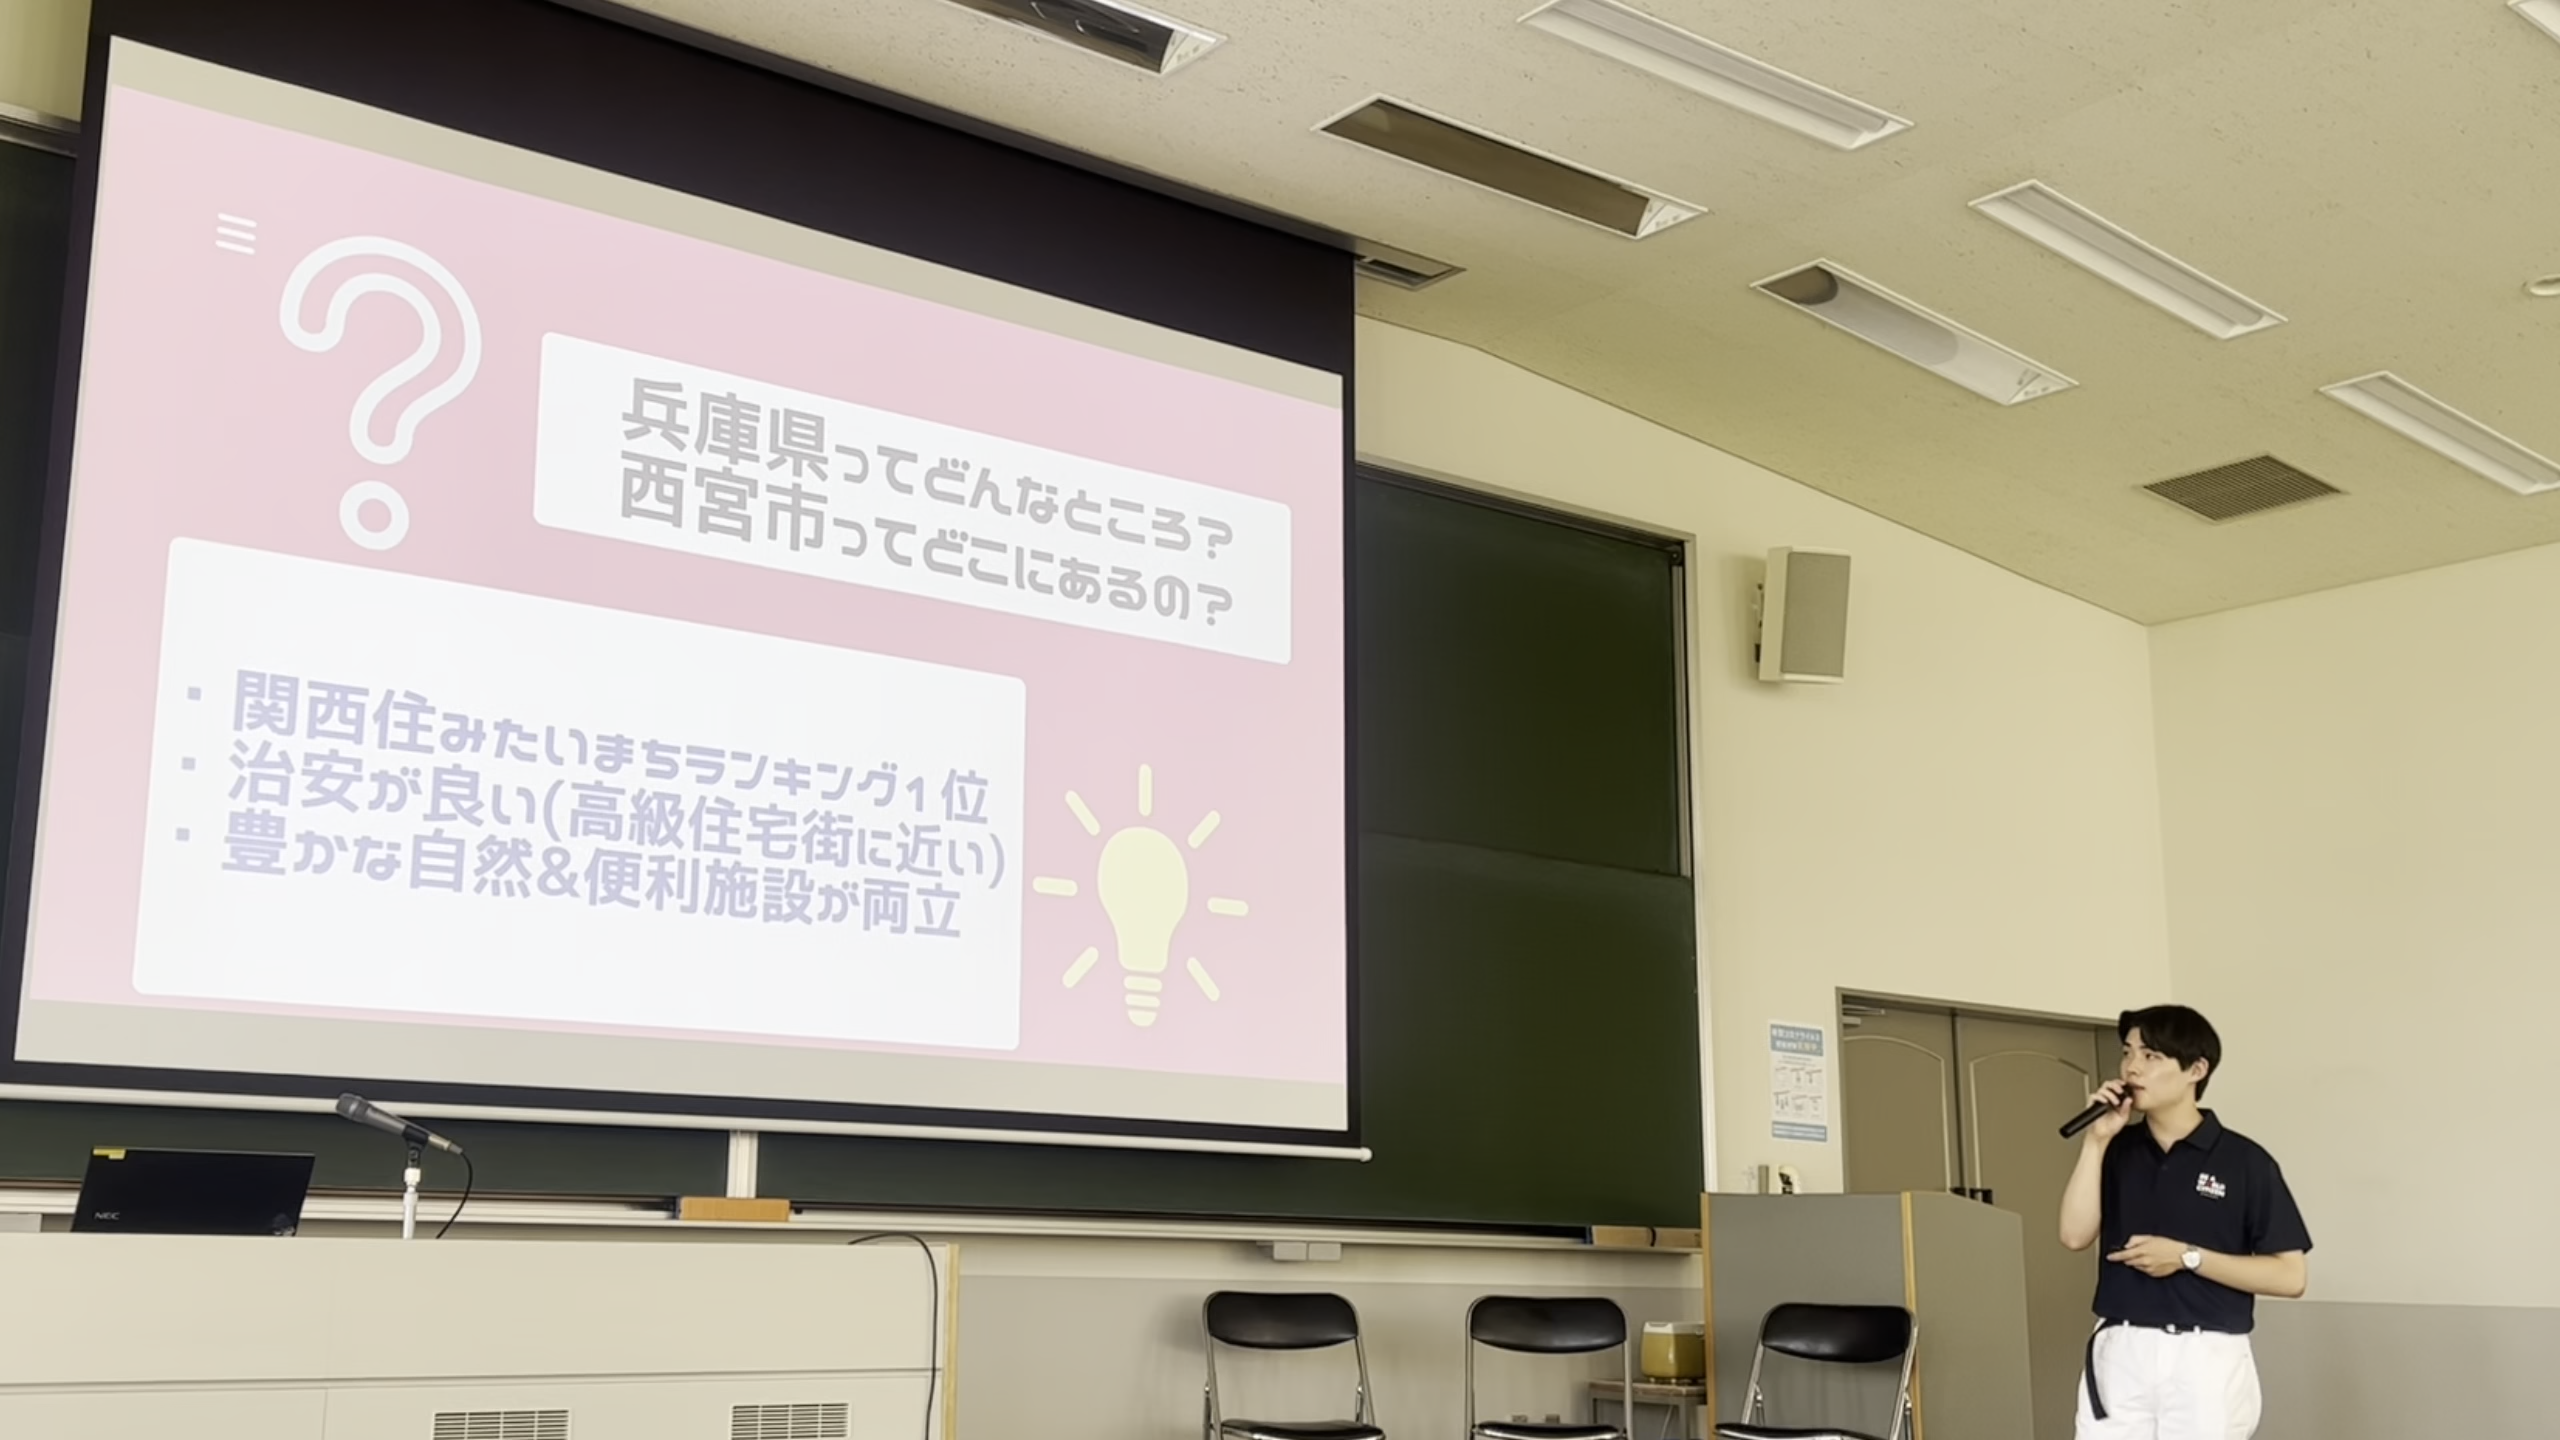 兵庫県ってどんなところ?
西宮市ってどこにあるの?
・関西住みたいまちランキング1位
・治安が良い(高級住宅街に近い)
・豊かな自然&便利施設が両立
NEC